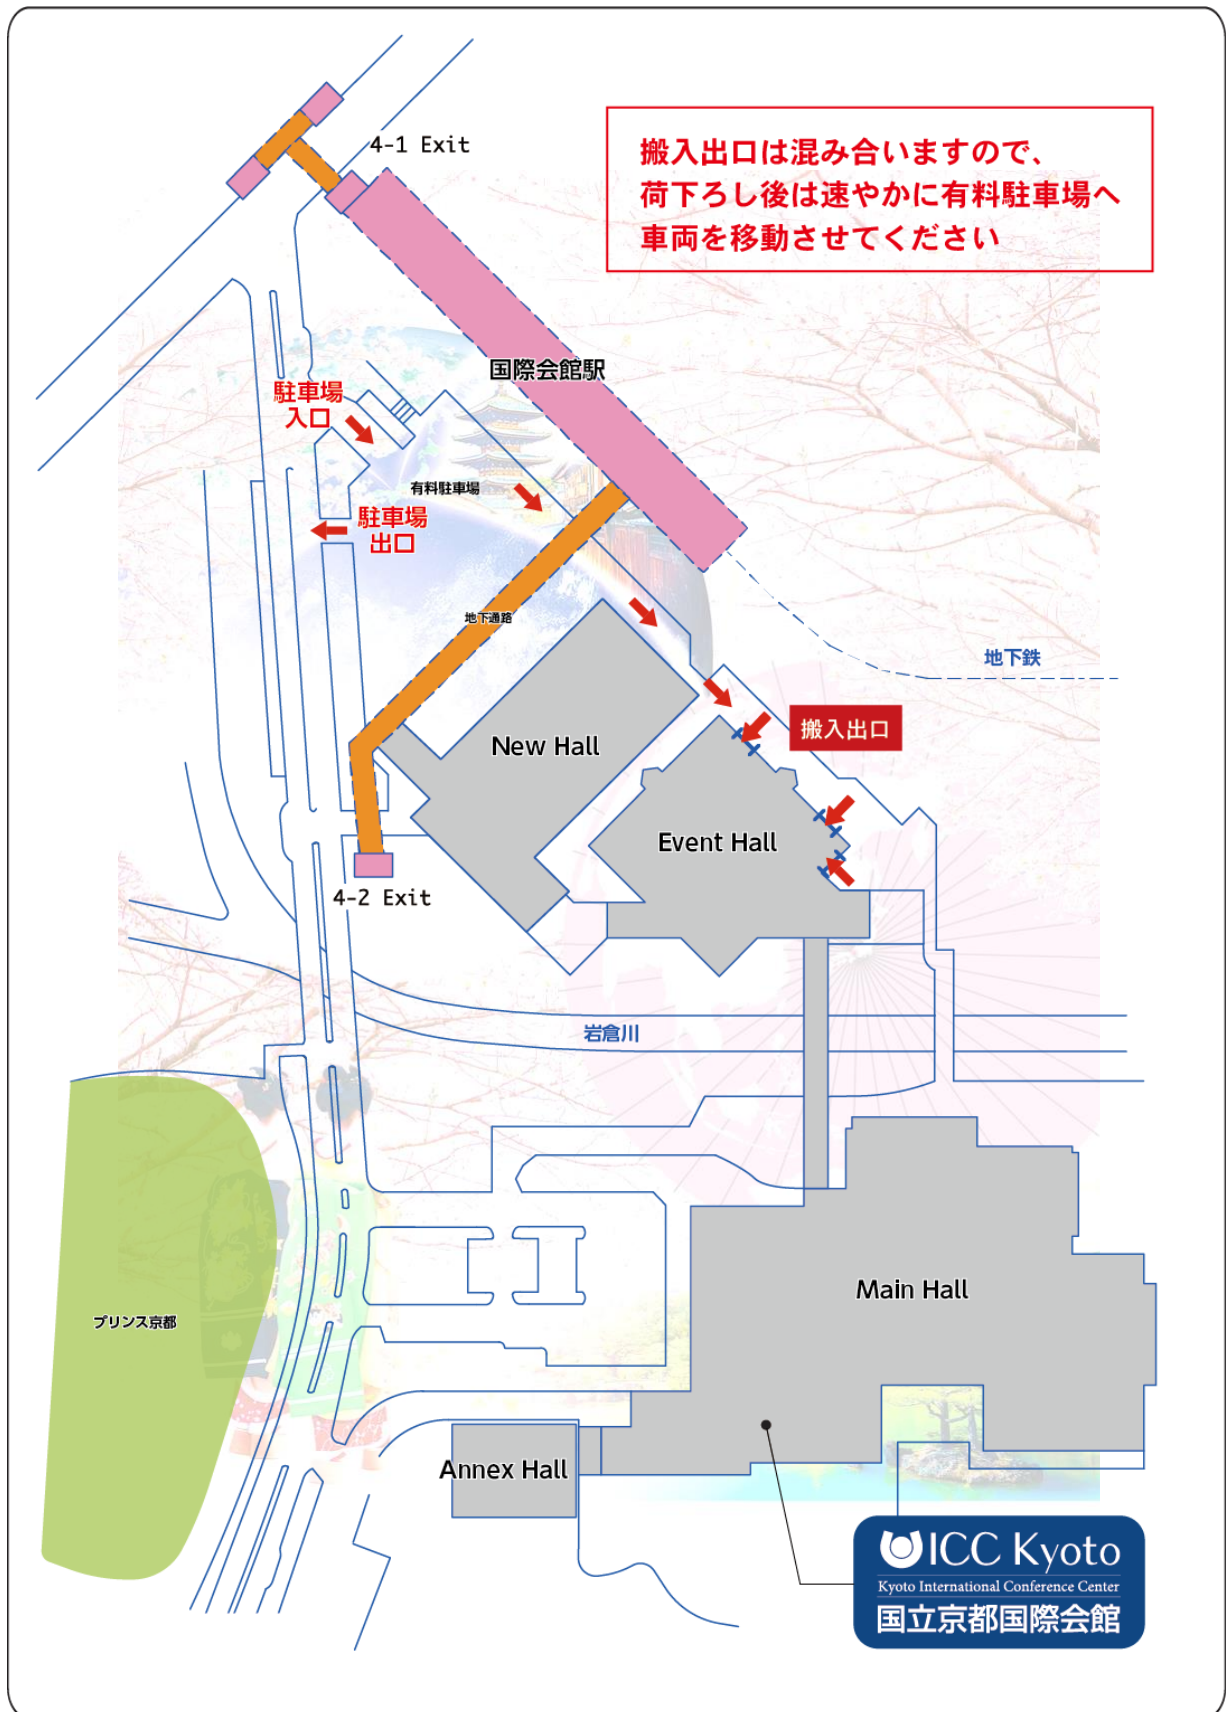 4-1 Exit
搬入出口は混み合いますので、
荷下ろし後は速やかに有料駐車場へ
車両を移動させてください
国際会館駅
駐車場
入口
有料駐車場
駐車場
出口
地下通路
地下鉄
搬入出口
New Hall
Event Hall
4-2 Exit
岩倉川
Main Hall
プリンス京都
Annex Hall
ICC Kyoto
Kyoto International Conference Center
国立京都国際会館